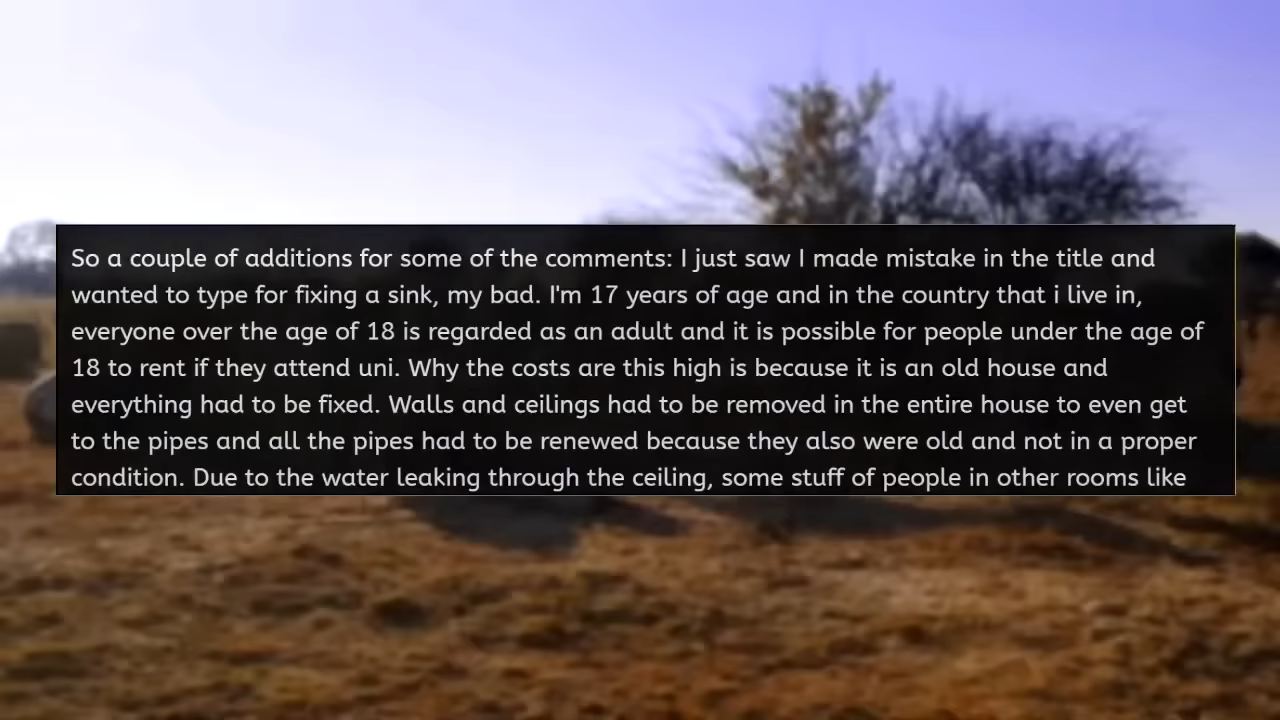 So a couple of additions for some of the comments: I just saw I made mistake in the title and
wanted to type for fixing a sink, my bad. I'm 17 years of age and in the country that i live in,
everyone over the age of 18 is regarded as an adult and it is possible for people under the age of
18 to rent if they attend uni. Why the costs are this high is because it is an old house and
everything had to be fixed. Walls and ceilings had to be removed in the entire house to even get
to the pipes and all the pipes had to be renewed because they also were old and not in a proper
condition. Due to the water leaking through the ceiling, some stuff of people in other rooms like